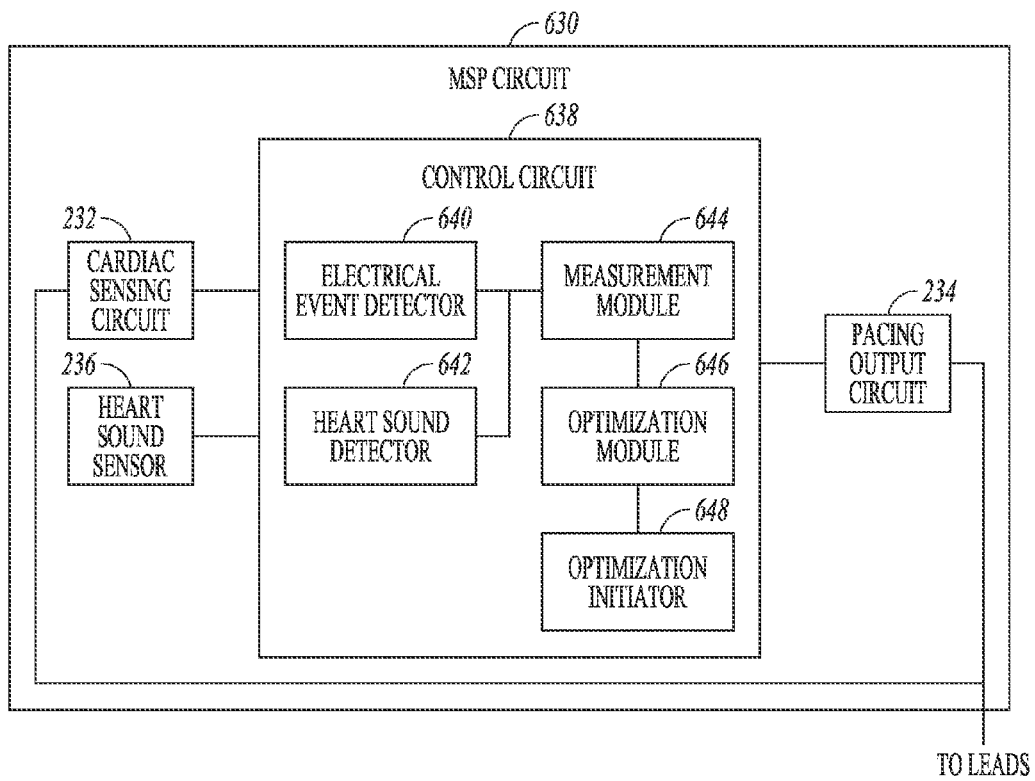 630
MSP CIRCUIT
638
CONTROL CIRCUIT
232
CARDIAC
SENSING
CIRCUIT
640
ELECTRICAL
EVENT DETECTOR
644
MEASUREMENT
MODULE
234
PACING
OUTPUT
CIRCUIT
236
HEART
SOUND
SENSOR
642
HEART SOUND
DETECTOR
646
OPTIMIZATION
MODULE
648
OPTIMIZATION
INITIATOR
TO LEADS